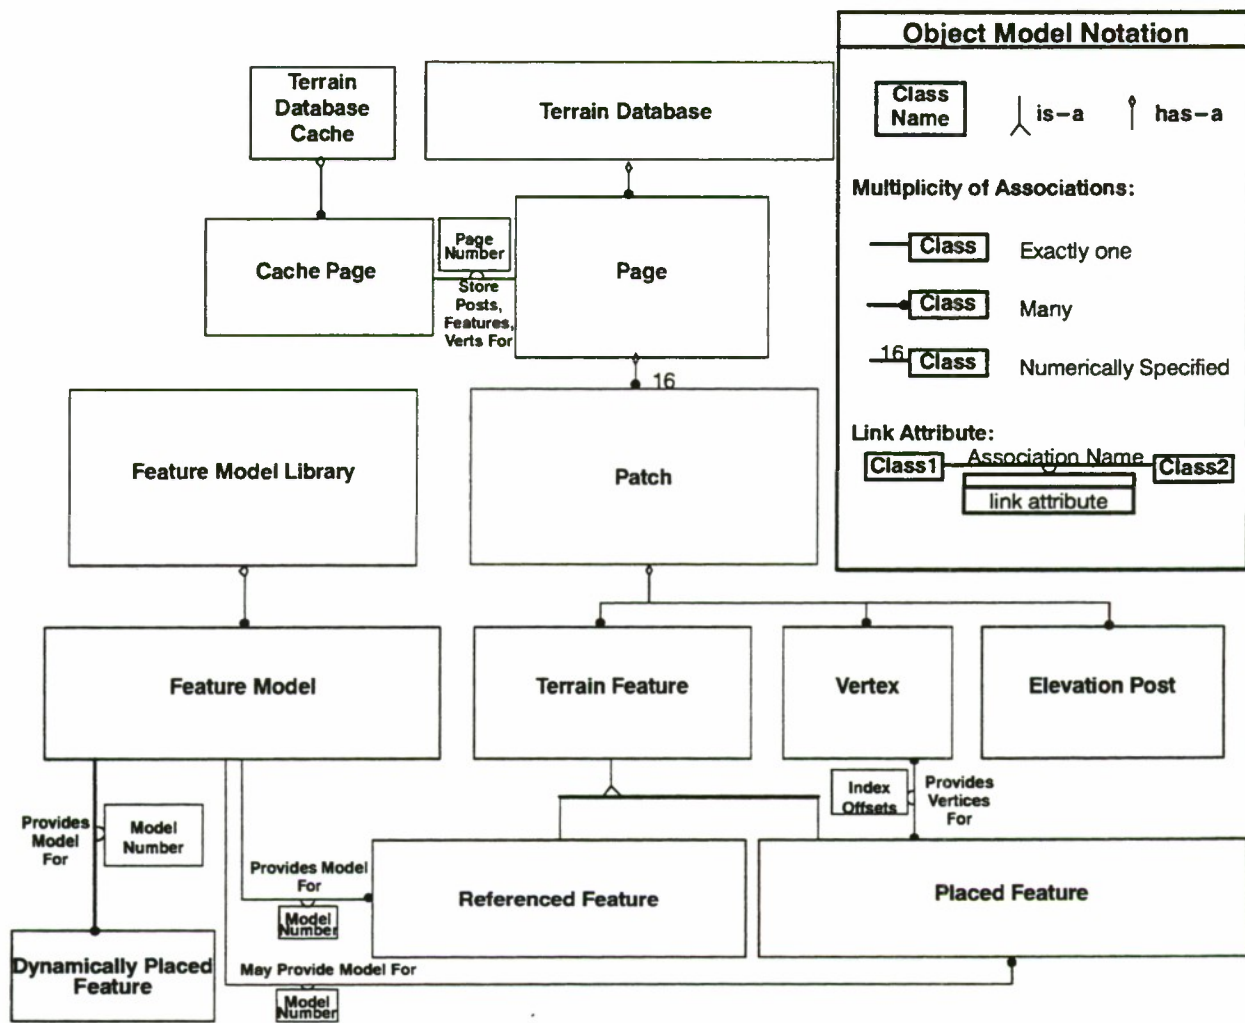 Object Model Notation
Class
Name
is-a
has-a
Multiplicity of Associations:
Class
Exactly one
Class
Many
16
Class
Numerically Specified
Link Attribute:
Class1
Association Name
Class2
link attribute
Terrain
Database
Cache
Terrain Database
Cache Page
Page
Number
Store
Posts,
Features,
Verts For
Page
16
Feature Model Library
Patch
Feature Model
Terrain Feature
Vertex
Elevation Post
Provides
Model
For
Model
Number
Index
Offsets
Provides
Vertices
For
Provides Model
For
Model
Number
Referenced Feature
Placed Feature
Dynamically Placed
Feature
May Provide Model For
Model
Number